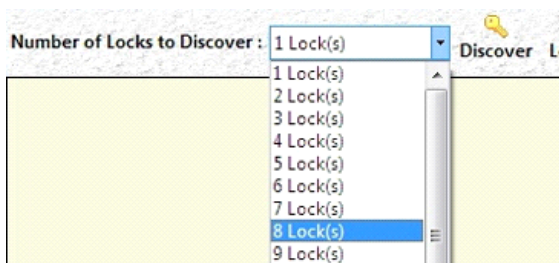 Number of Locks to Discover : 1 Lock(s) Discover
1 Lock(s)
2 Lock(s)
3 Lock(s)
4 Lock(s)
5 Lock(s)
6 Lock(s)
7 Lock(s)
8 Lock(s)
9 Lock(s)